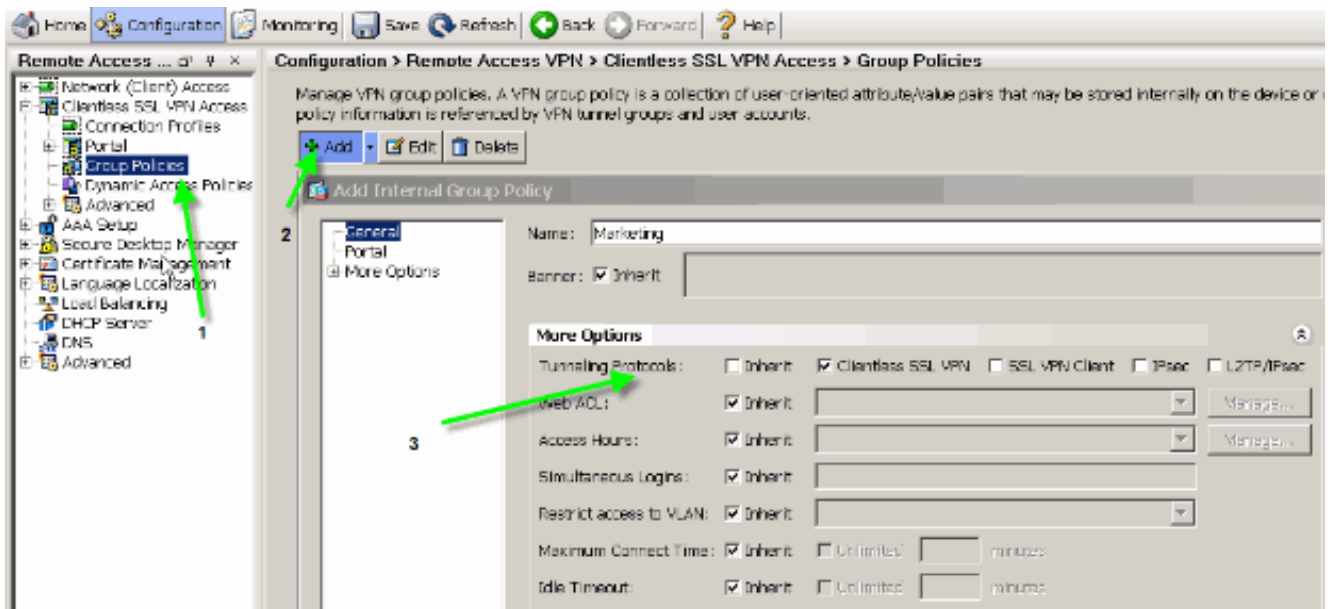 Home Configuration Monitoring Save Refresh Back Forward Help
Remote Access ...
Configuration > Remote Access VPN > Clientless SSL VPN Access > Group Policies
Network (Client) Access
Clientless SSL VPN Access
Connection Profiles
Portal
Group Policies
Dynamic Access Policies
Advanced
AAA Setup
Secure Desktop Manager
Certificate Management
Language Localization
Load Balancing
DHCP Server
DNS
Advanced
1
Manage VPN group policies. A VPN group policy is a collection of user-oriented attribute/value pairs that may be stored internally on the device or
policy information is referenced by VPN tunnel groups and user accounts.
Add Edit Delete
2
Add Internal Group Policy
General
Portal
More Options
3
Name: Marketing
Banner: Inherit
More Options
Tunneling Protocols: Inherit Clientless SSL VPN SSL VPN Client IPsec L2TP/IPsec
Web ACL: Inherit Manage...
Access Hours: Inherit Manage...
Simultaneous Logins: Inherit
Restrict access to VLAN: Inherit
Maximum Connect Time: Inherit Unlimited minutes
Idle Timeout: Inherit Unlimited minutes